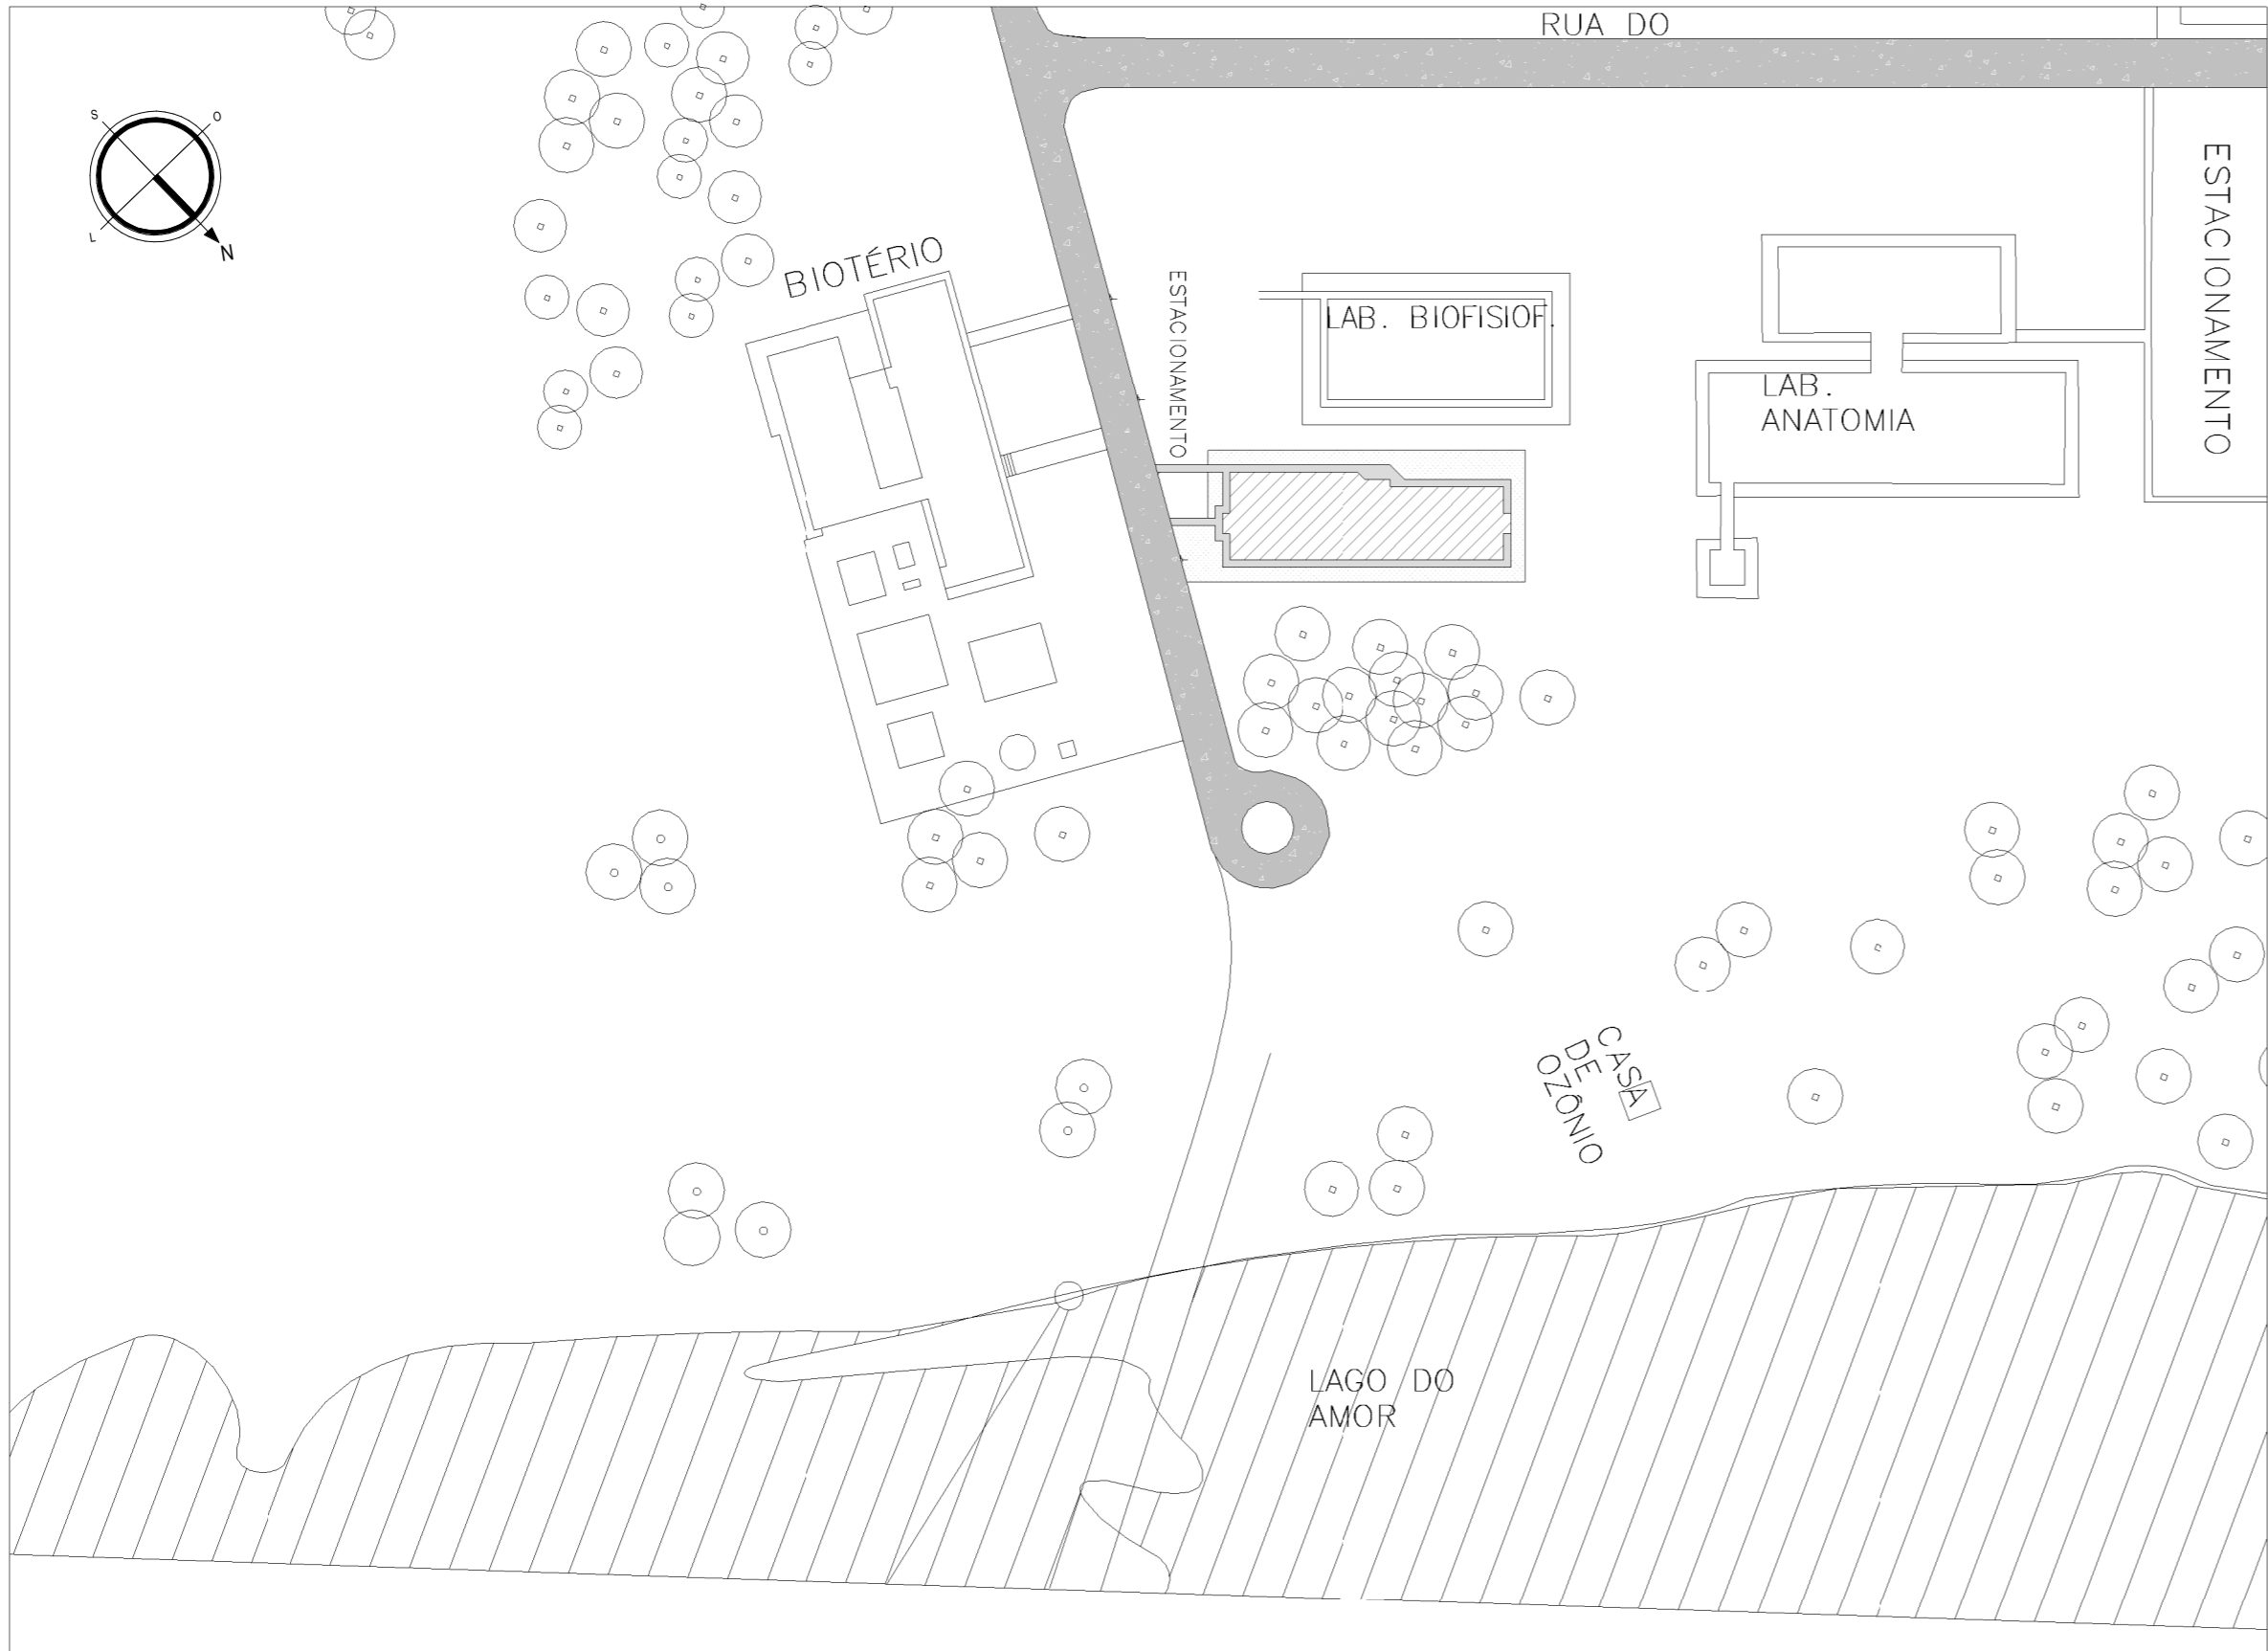 RUA DO
S
O
L
N
BIOTÉRIO
ESTACIONAMENTO
LAB. BIOFISIOF.
LAB.
ANATOMIA
ESTACIONAMENTO
CASA
DE
OZÔNIO
LAGO DO
AMOR